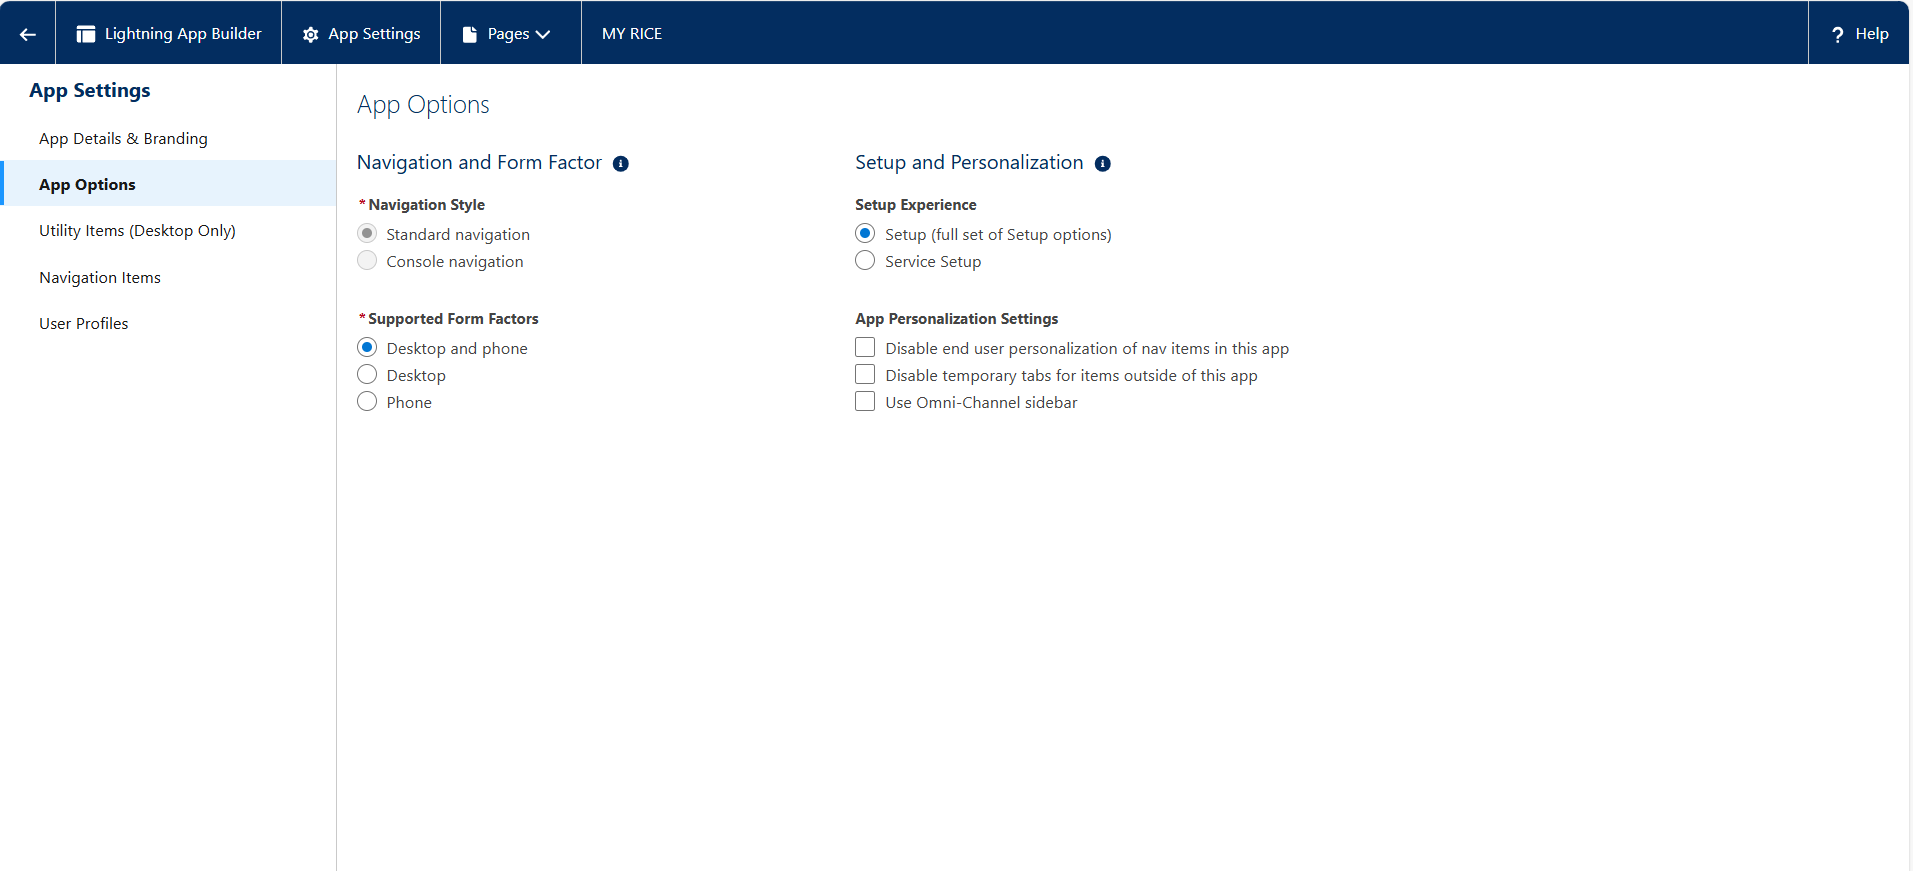 Lightning App Builder
App Settings
Pages
MY RICE
? Help
App Settings
App Details & Branding
App Options
Utility Items (Desktop Only)
Navigation Items
User Profiles
App Options
Navigation and Form Factor
*Navigation Style
Standard navigation
Console navigation
*Supported Form Factors
Desktop and phone
Desktop
Phone
Setup and Personalization
Setup Experience
Setup (full set of Setup options)
Service Setup
App Personalization Settings
Disable end user personalization of nav items in this app
Disable temporary tabs for items outside of this app
Use Omni-Channel sidebar